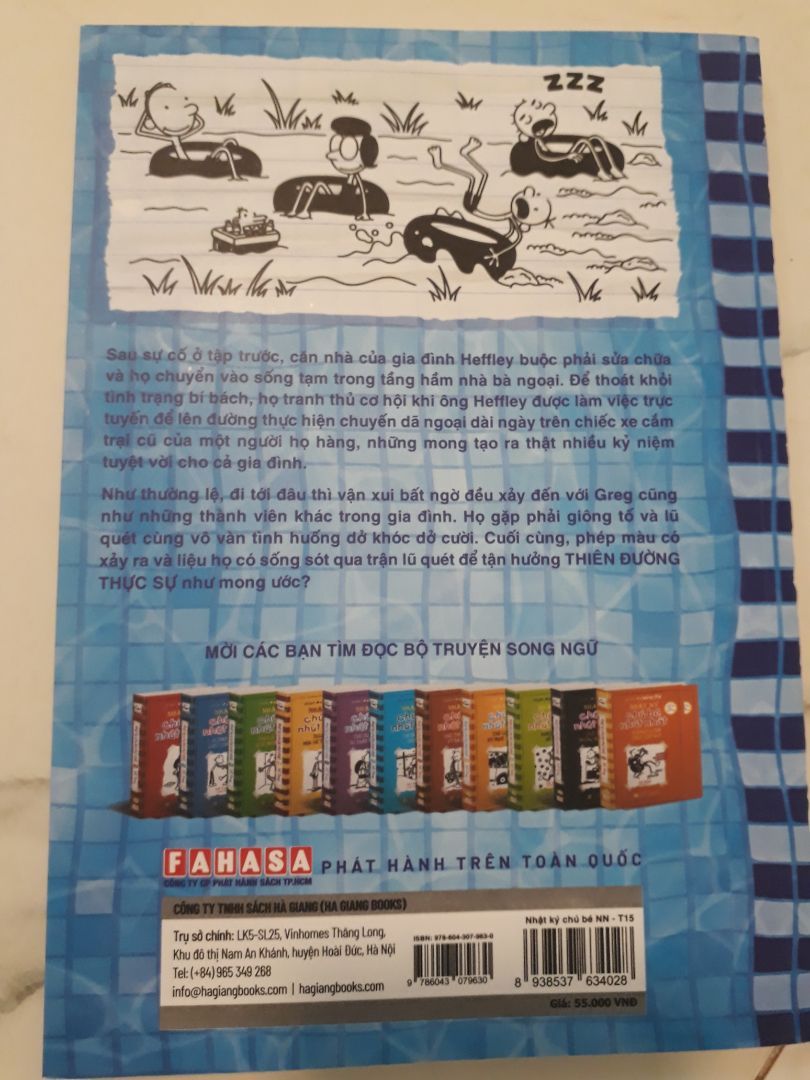 ZZZ
Sau sự cố ở tập trước, căn nhà của gia đình Heffley buộc phải sửa chữa
và họ chuyển vào sống tạm trong tầng hầm nhà bà ngoại. Để thoát khỏi
tình trạng bí bách, họ tranh thủ cơ hội khi ông Heffley được làm việc trực
tuyến để lên đường thực hiện chuyến dã ngoại dài ngày trên chiếc xe cắm
trại cũ của một người họ hàng, những mong tạo ra thật nhiều kỷ niệm
tuyệt vời cho cả gia đình.
Như thường lệ, đi tới đâu thì vận xui bất ngờ đều xảy đến với Greg cũng
như những thành viên khác trong gia đình. Họ gặp phải giông tố và lũ
quét cùng vô vàn tình huống dở khóc dở cười. Cuối cùng, phép màu có
xảy ra và liệu họ có sống sót qua trận lũ quét để tận hưởng THIÊN ĐƯỜNG
THỰC SỰ như mong ước?
MỜI CÁC BẠN TÌM ĐỌC BỘ TRUYỆN SONG NGỮ
FAHASA PHÁT HÀNH TRÊN TOÀN QUỐC
CÔNG TY CP PHÁT HÀNH SÁCH TP.HCM
CÔNG TY TNHH SÁCH HÀ GIANG (HA GIANG BOOKS)
Trụ sở chính: LK5-SL25, Vinhomes Thăng Long,
Khu đô thị Nam An Khánh, huyện Hoài Đức, Hà Nội
Tel: (+84) 965 349 268
info@hagiangbooks.com | hagiangbooks.com
ISBN: 978-604-307-963-0
9 786043 079630
Nhật ký chú bé NN - T15
8 938537 634028
Giá: 55.000 VNĐ